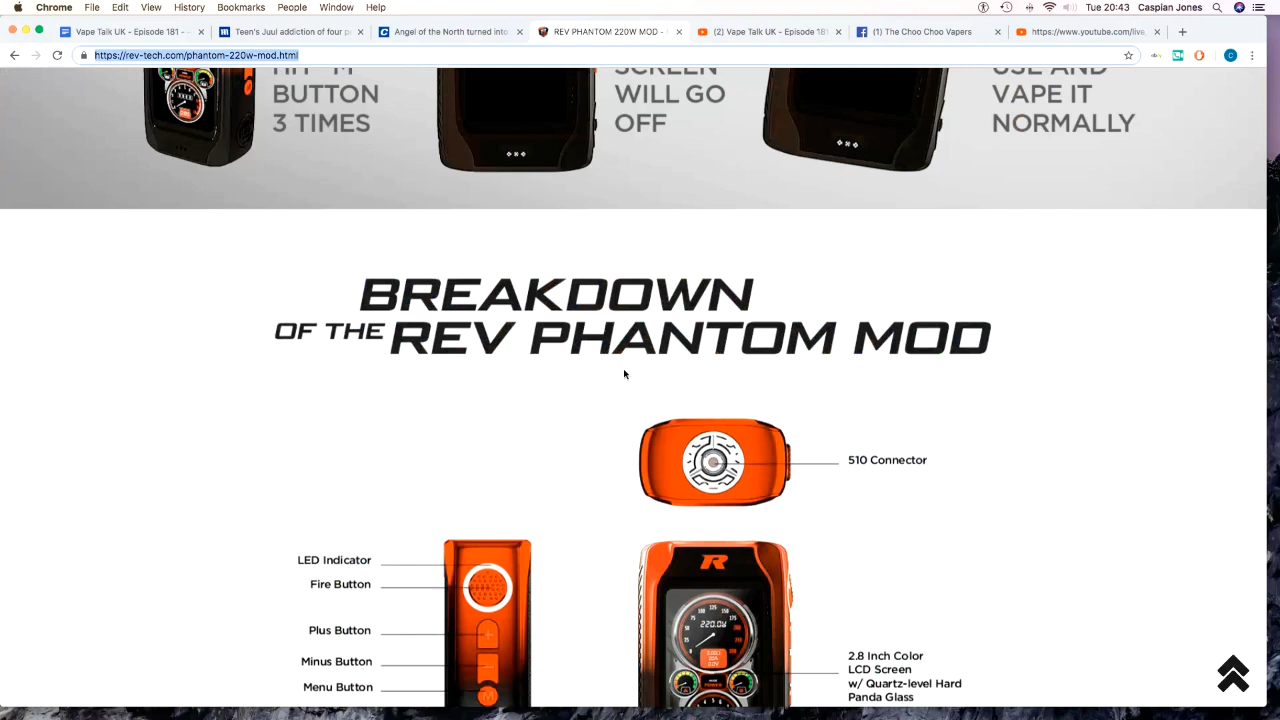 Chrome File Edit View History Bookmarks People Window Help Tue 20:43 Caspian Jones
Vape Talk UK - Episode 181 - Teen's Juul addiction of four p Angel of the North turned into REV PHANTOM 220W MOD - (2) Vape Talk UK - Episode 181 (1) The Choo Choo Vapers https://www.youtube.com/live
https://rev-tech.com/phantom-220w-mod.html
HIT "M"
BUTTON
3 TIMES
SCREEN
WILL GO
OFF
USE AND
VAPE IT
NORMALLY
BREAKDOWN
OF THE REV PHANTOM MOD
510 Connector
LED Indicator
Fire Button
Plus Button
Minus Button
Menu Button
R
220.0W
2.8 Inch Color
LCD Screen
w/ Quartz-level Hard
Panda Glass